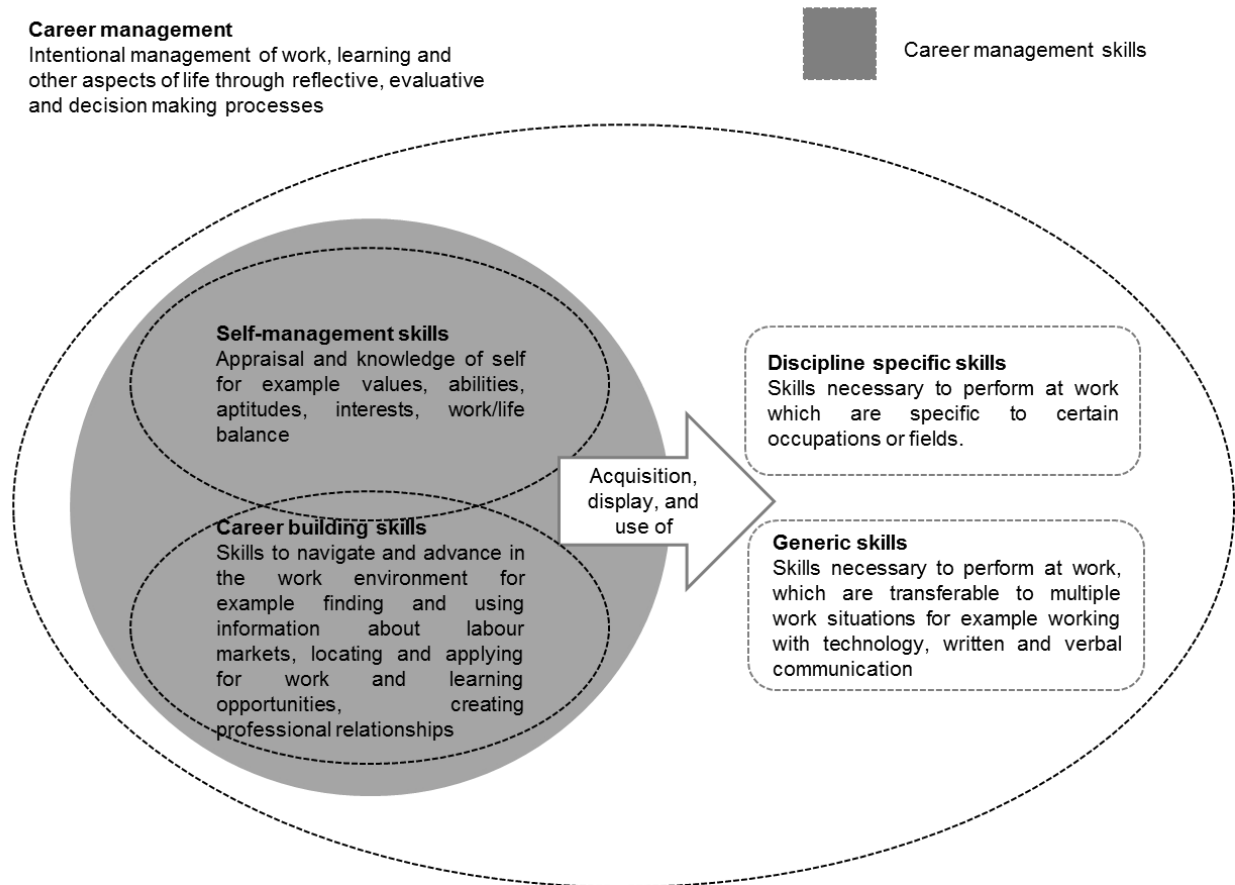 Career management
Intentional management of work, learning and
other aspects of life through reflective, evaluative
and decision making processes
Career management skills
Self-management skills
Appraisal and knowledge of self
for example values, abilities,
aptitudes, interests, work/life
balance
Career building skills
Skills to navigate and advance in
the work environment for
example finding and using
information about labour
markets, locating and applying
for work and learning
opportunities, creating
professional relationships
Acquisition,
display, and
use of
Discipline specific skills
Skills necessary to perform at work
which are specific to certain
occupations or fields.
Generic skills
Skills necessary to perform at work,
which are transferable to multiple
work situations for example working
with technology, written and verbal
communication